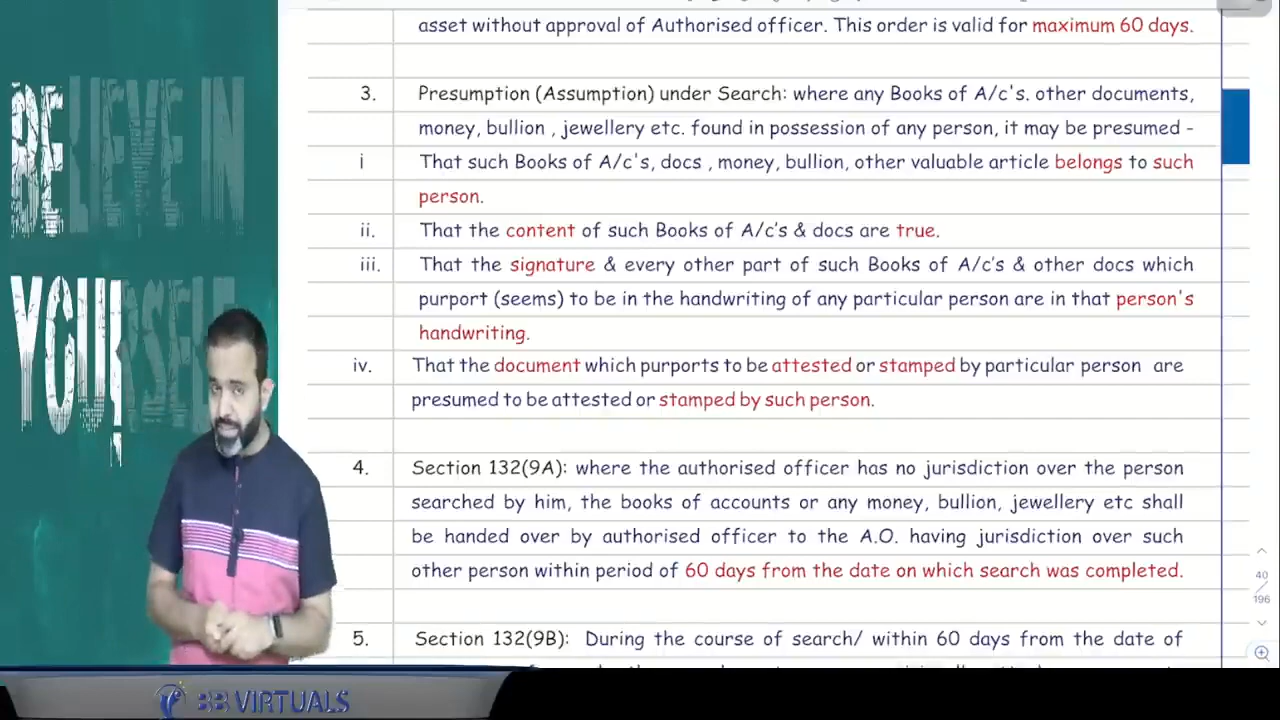 asset without approval of Authorised officer. This order is valid for maximum 60 days.
3. Presumption (Assumption) under Search: where any Books of A/c's. other documents,
money, bullion , jewellery etc. found in possession of any person, it may be presumed -
i That such Books of A/c's, docs , money, bullion, other valuable article belongs to such
person.
ii. That the content of such Books of A/c's & docs are true.
iii. That the signature & every other part of such Books of A/c's & other docs which
purport (seems) to be in the handwriting of any particular person are in that person's
handwriting.
iv. That the document which purports to be attested or stamped by particular person are
presumed to be attested or stamped by such person.
4. Section 132(9A): where the authorised officer has no jurisdiction over the person
searched by him, the books of accounts or any money, bullion, jewellery etc shall
be handed over by authorised officer to the A.O. having jurisdiction over such
other person within period of 60 days from the date on which search was completed.
5. Section 132(9B): During the course of search/ within 60 days from the date of
BELIEVE IN
YOURSELF
!
40
/
196
BB VIRTUALS